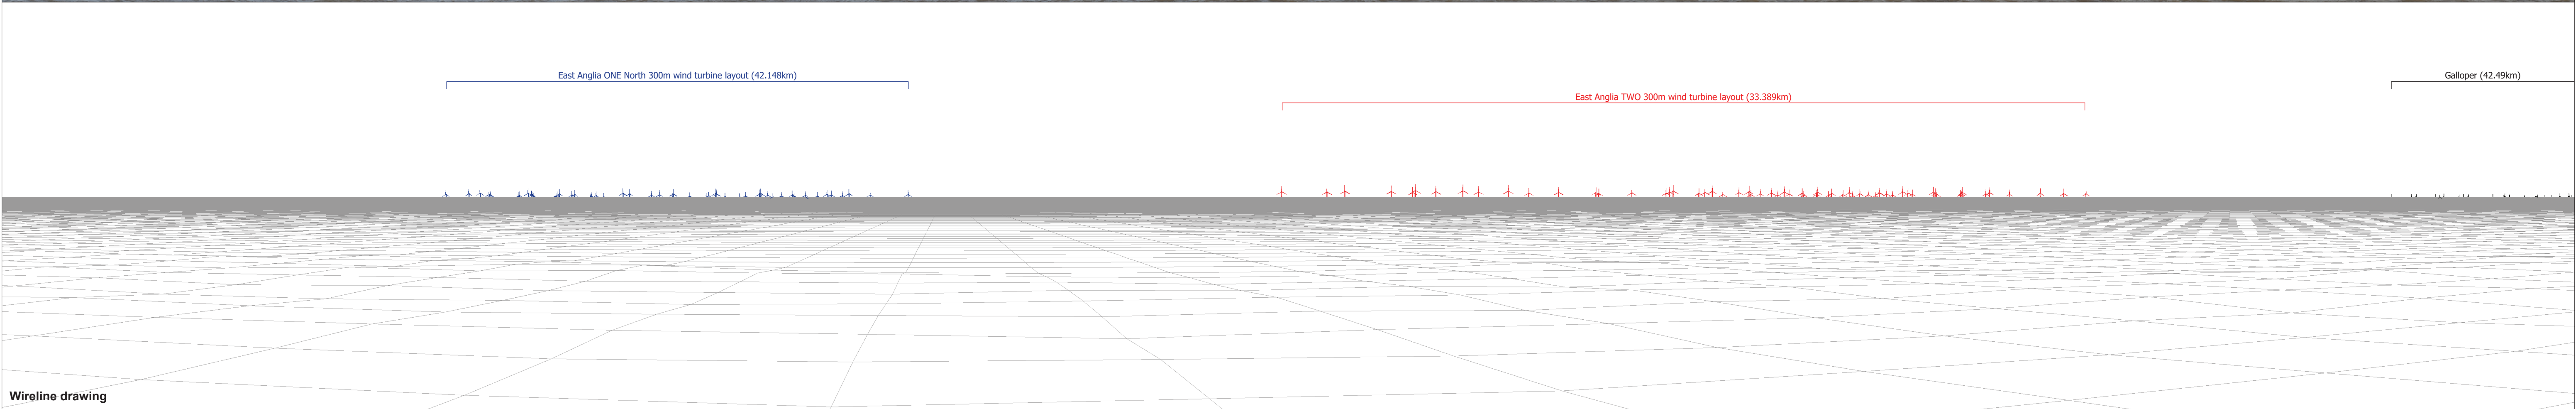 East Anglia ONE North 300m wind turbine layout (42.148km)
Galloper (42.49km)
East Anglia TWO 300m wind turbine layout (33.389km)
Wireline drawing